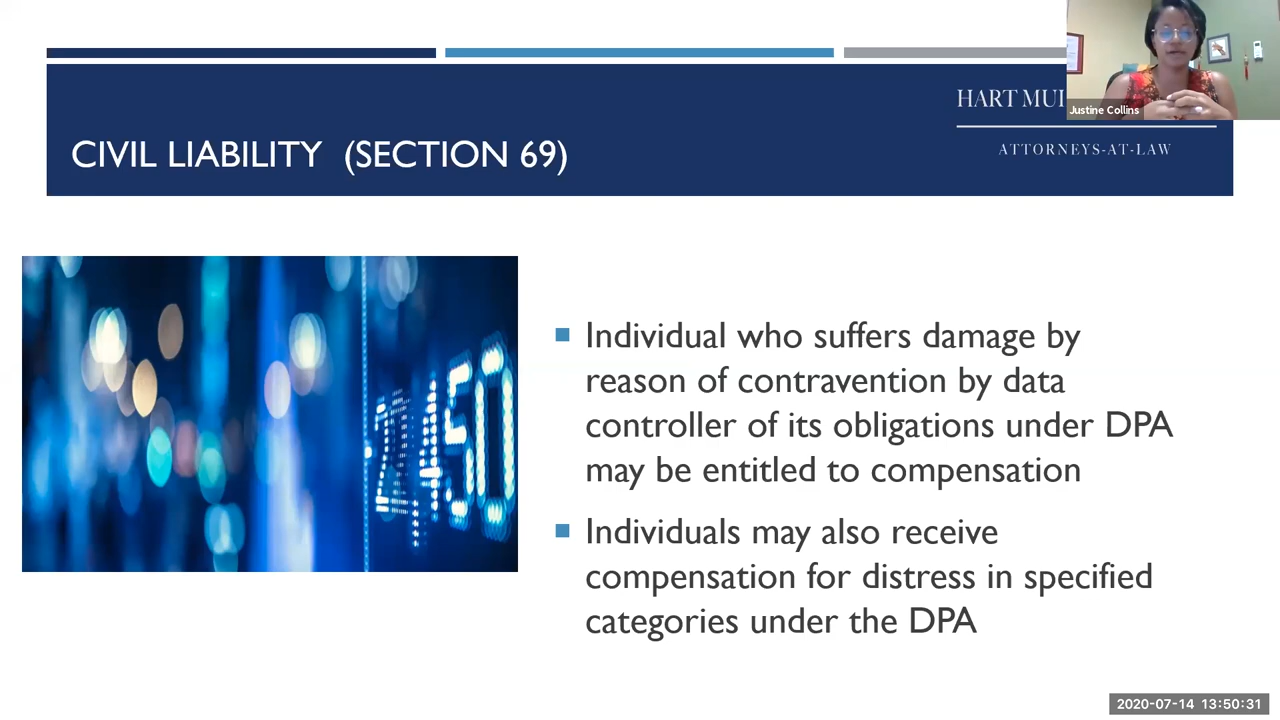 HART MUI
Justine Collins
CIVIL LIABILITY (SECTION 69)
ATTORNEYS-AT-LAW
Individual who suffers damage by
reason of contravention by data
controller of its obligations under DPA
may be entitled to compensation
Individuals may also receive
compensation for distress in specified
categories under the DPA
2020-07-14 13:50:31